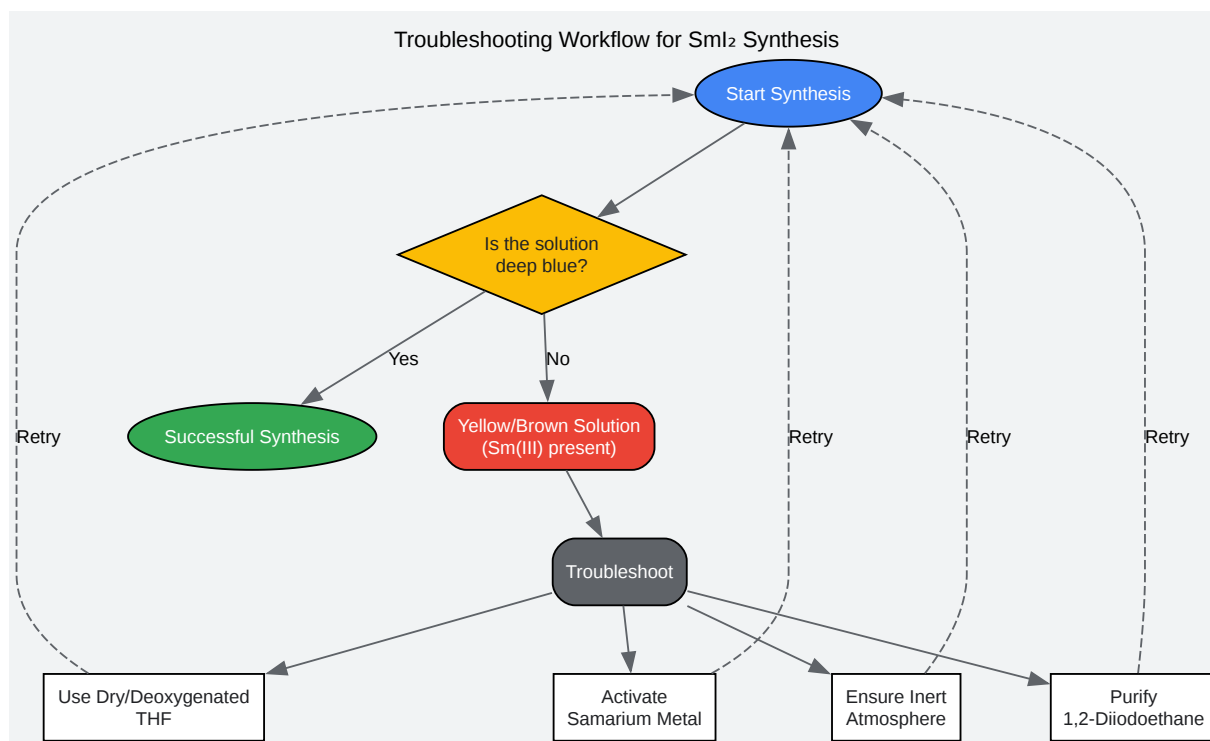 Troubleshooting Workflow for SmI₂ Synthesis
Start Synthesis
Is the solution
deep blue?
Yes
No
Successful Synthesis
Yellow/Brown Solution
(Sm(III) present)
Retry
Retry
Retry
Retry
Troubleshoot
Use Dry/Deoxygenated
THF
Activate
Samarium Metal
Ensure Inert
Atmosphere
Purify
1,2-Diiodoethane